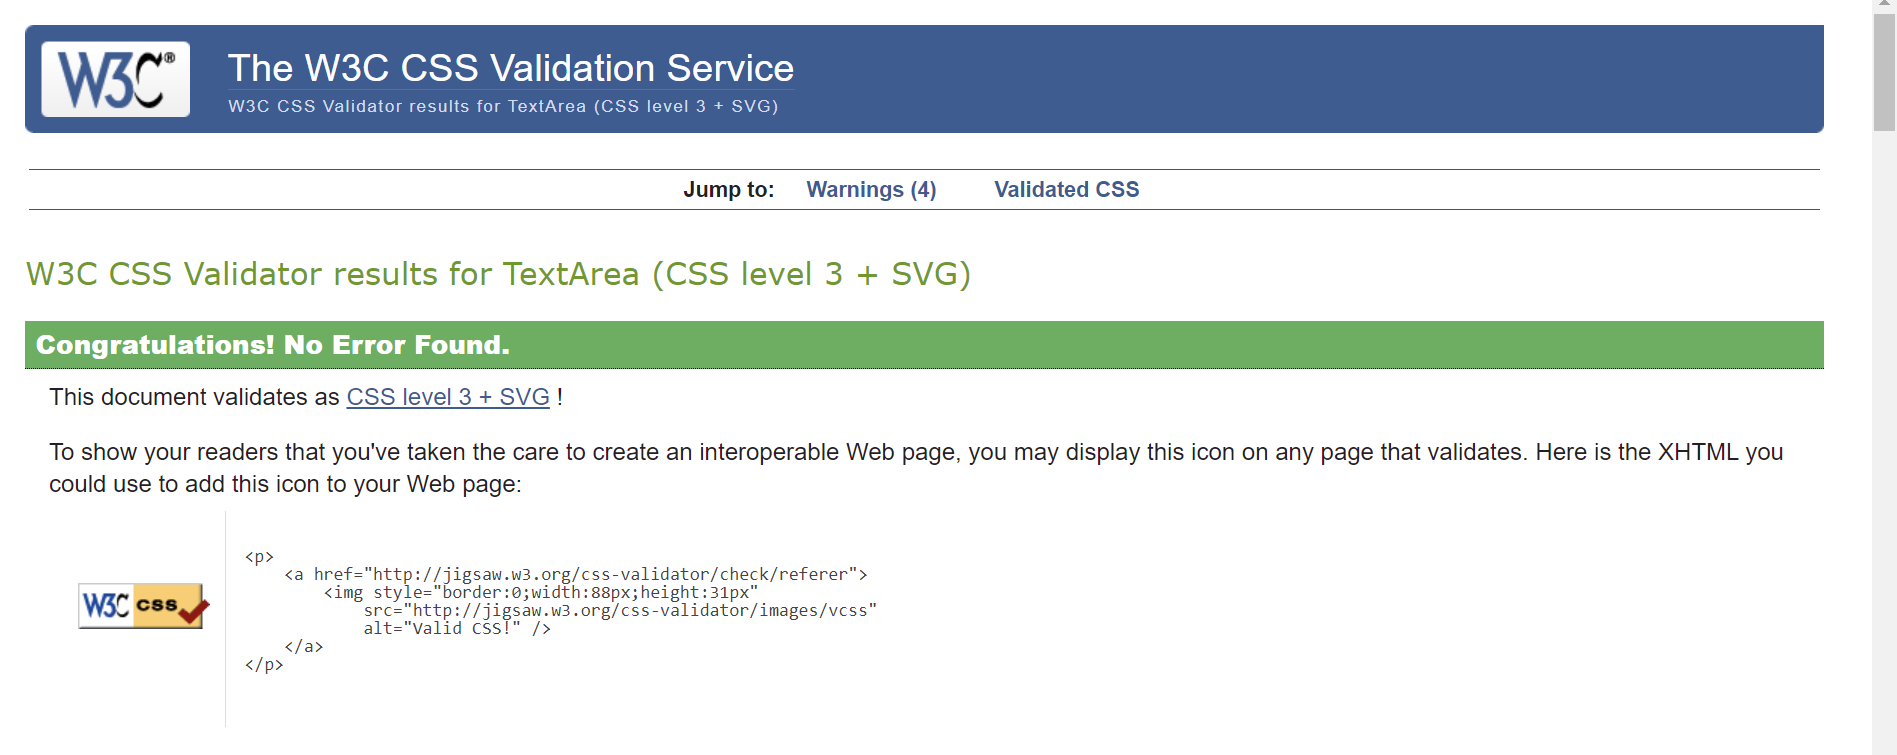 W3C®
The W3C CSS Validation Service
W3C CSS Validator results for TextArea (CSS level 3 + SVG)
Jump to: Warnings (4) Validated CSS
W3C CSS Validator results for TextArea (CSS level 3 + SVG)
Congratulations! No Error Found.
This document validates as CSS level 3 + SVG !
To show your readers that you've taken the care to create an interoperable Web page, you may display this icon on any page that validates. Here is the XHTML you
could use to add this icon to your Web page:
W3C css
<p>
    <a href="http://jigsaw.w3.org/css-validator/check/referer">
        <img style="border:0;width:88px;height:31px"
            src="http://jigsaw.w3.org/css-validator/images/vcss"
            alt="Valid CSS!" />
    </a>
</p>